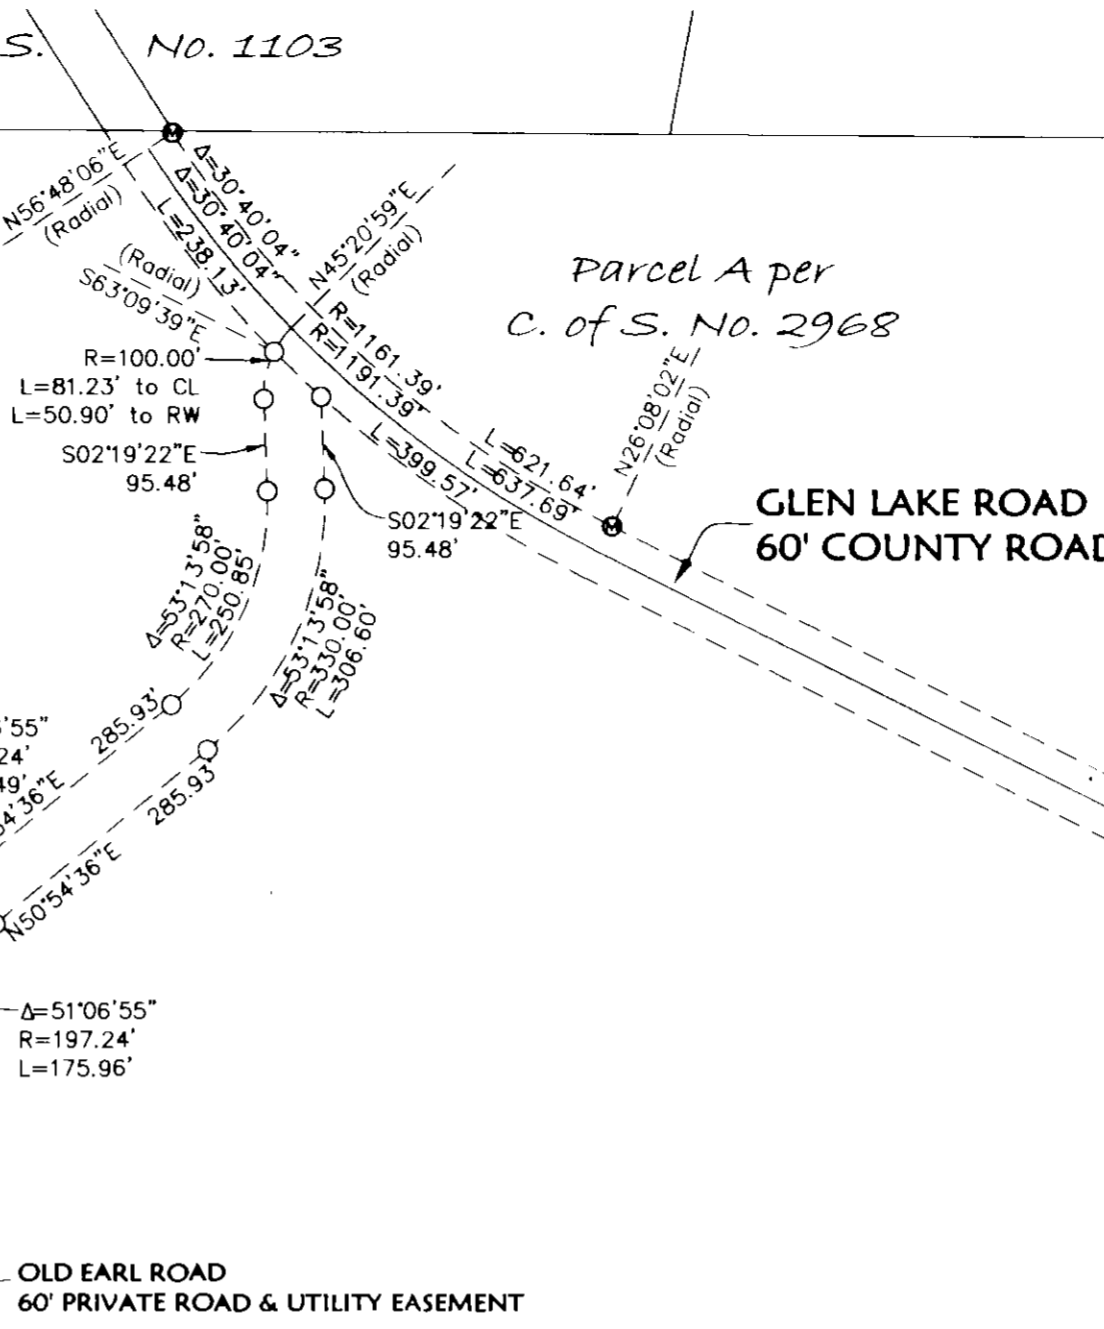 S. No. 1103
N56°48'06"E
(Radial)
Δ=30°40'04"
Δ=30°40'04"
L=238.13'
N45°20'59"E
(Radial)
(Radial)
S63°09'39"E
R=1161.39'
R=1191.39'
Parcel A per
C. of S. No. 2968
R=100.00'
L=81.23' to CL
L=50.90' to RW
S02°19'22"E
95.48'
N26°08'02"E
(Radial)
L=621.64'
L=637.69'
L=399.57'
S02°19'22"E
95.48'
GLEN LAKE ROAD
60' COUNTY ROAD
Δ=53°13'58"
R=270.00'
L=250.85'
Δ=53°13'58"
R=330.00'
L=306.60'
285.93'
'55"
24'
49'
4'36"E
285.93'
N50°54'36"E
Δ=51°06'55"
R=197.24'
L=175.96'
OLD EARL ROAD
60' PRIVATE ROAD & UTILITY EASEMENT